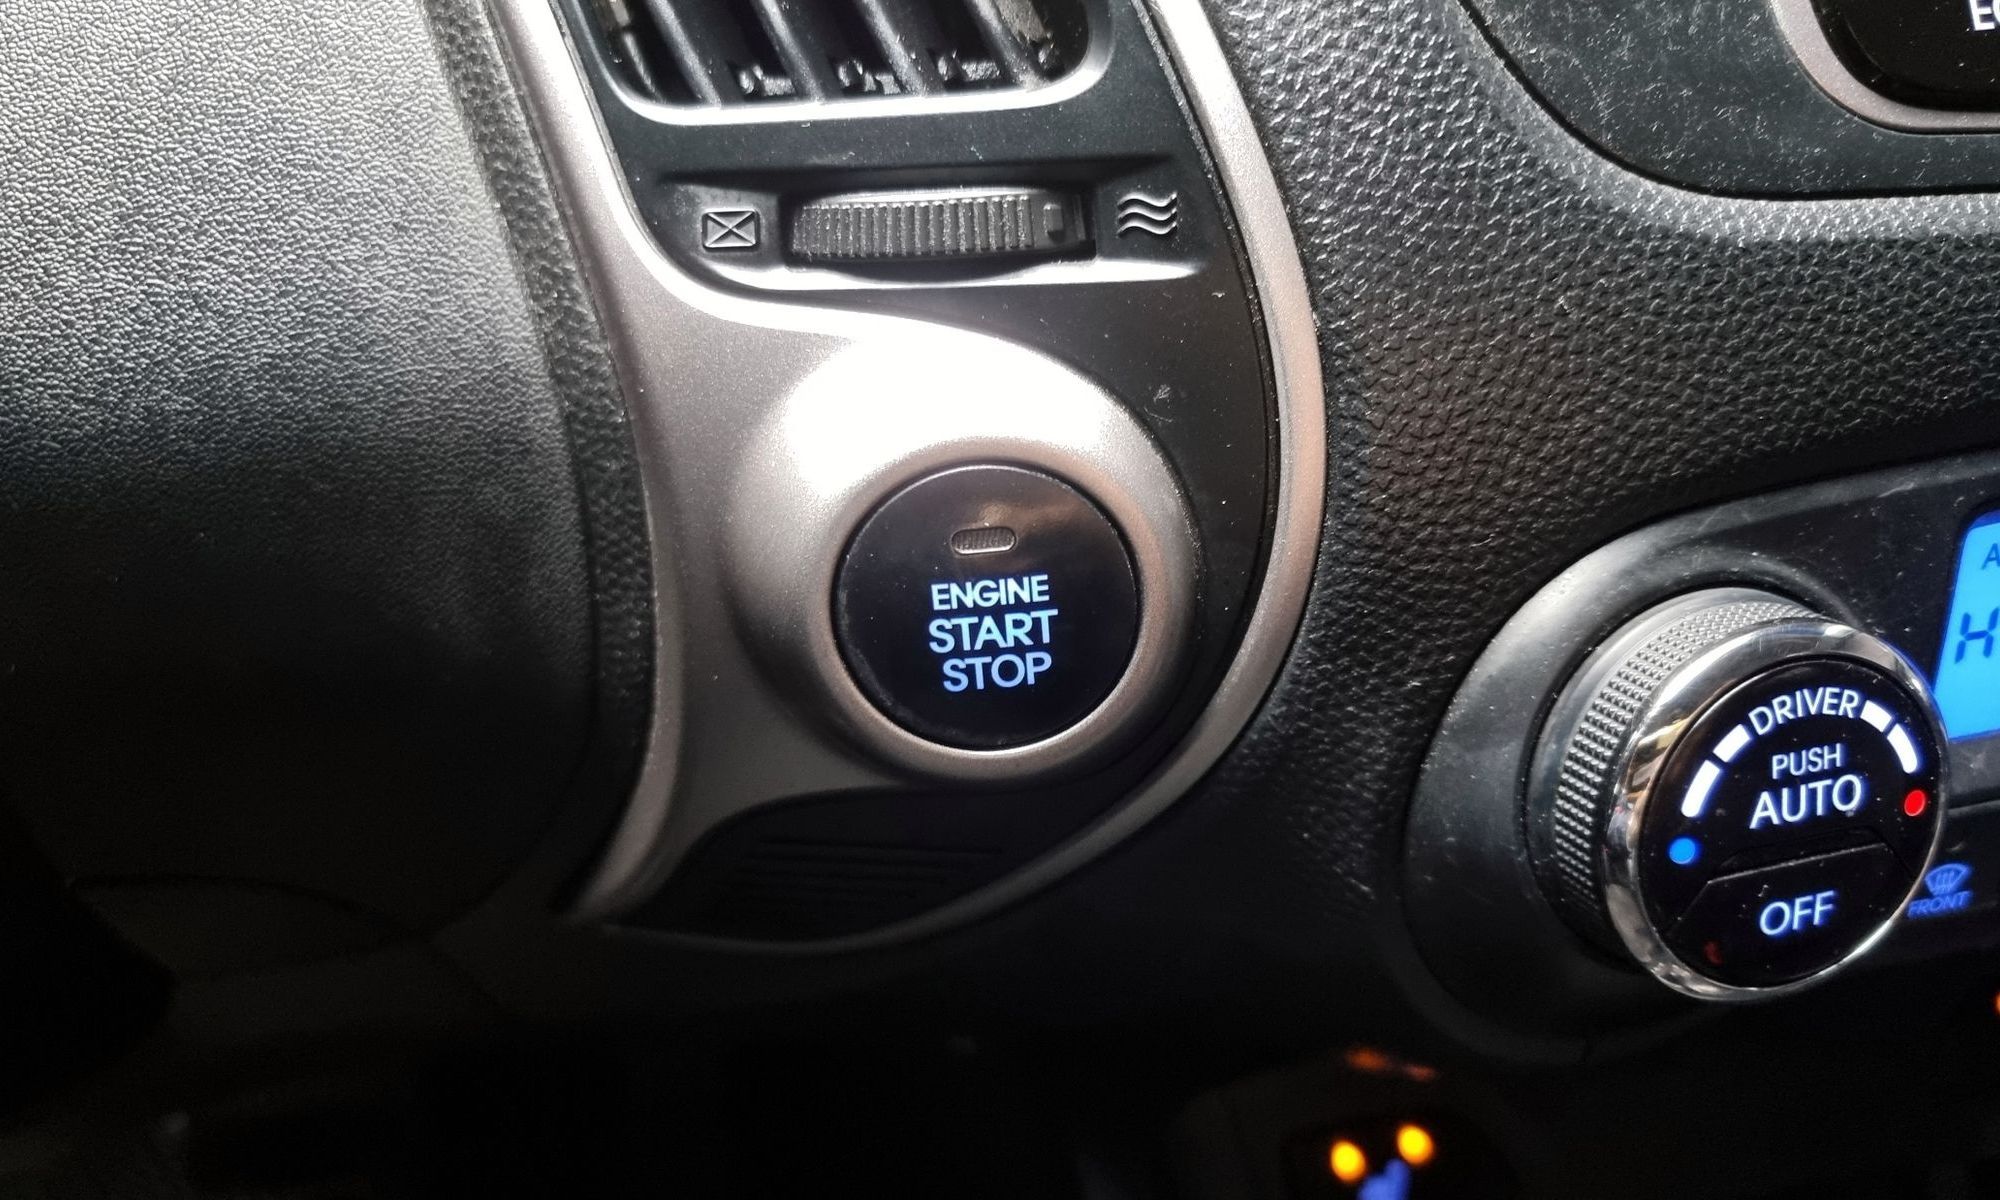 ENGINE
START
STOP
DRIVER
PUSH
AUTO
OFF
FRONT